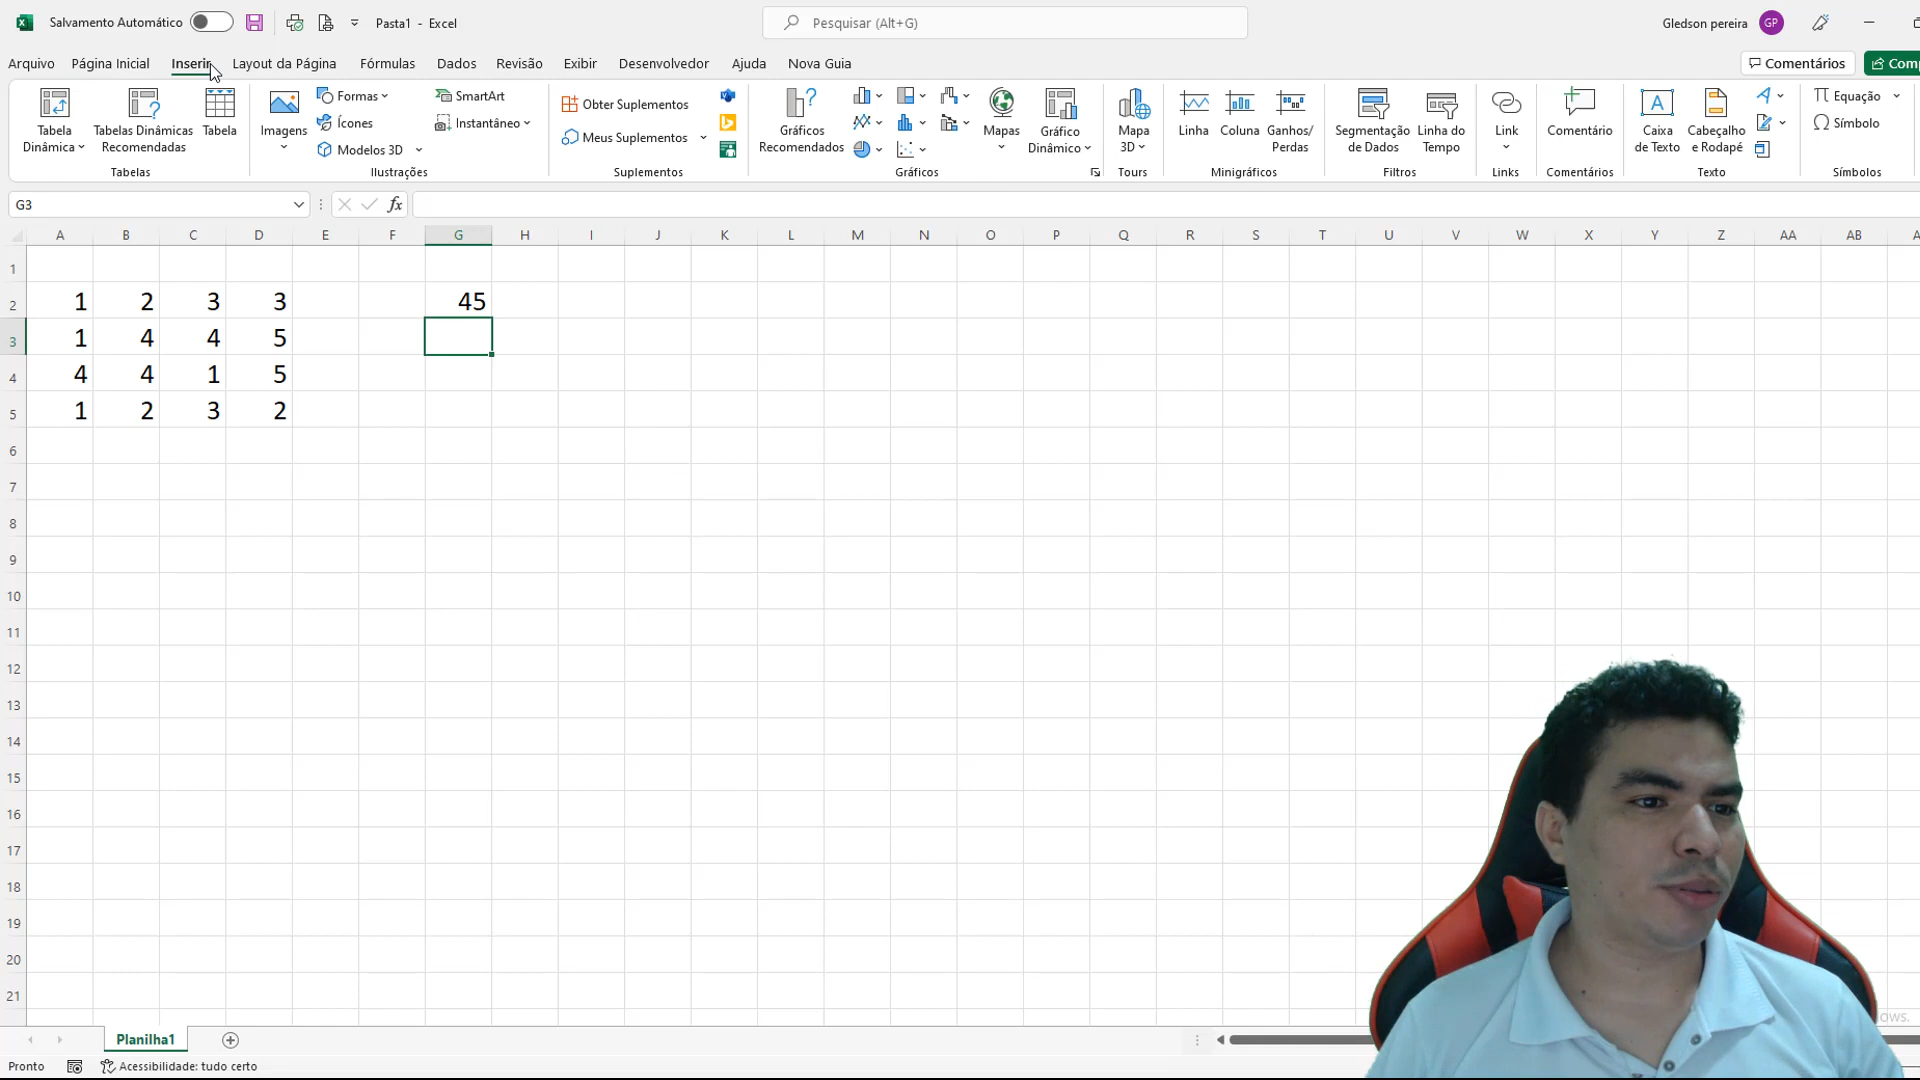 Salvamento Automático
Pasta1 - Excel
Pesquisar (Alt+G)
Gledson pereira
GP
Arquivo
Página Inicial
Inserir
Layout da Página
Fórmulas
Dados
Revisão
Exibir
Desenvolvedor
Ajuda
Nova Guia
Comentários
Tabela
Dinâmica
Tabelas Dinâmicas
Recomendadas
Tabela
Tabelas
Imagens
Formas
Ícones
Modelos 3D
SmartArt
Instantâneo
Ilustrações
Obter Suplementos
Meus Suplementos
Suplementos
Gráficos
Recomendados
Mapas
Gráfico
Dinâmico
Gráficos
Mapa
3D
Tours
Linha
Coluna
Ganhos/
Perdas
Minigráficos
Segmentação
de Dados
Linha do
Tempo
Filtros
Link
Links
Comentário
Comentários
Caixa
de Texto
Cabeçalho
e Rodapé
Texto
Equação
Símbolo
Símbolos
G3
fx
A B C D E F G H I J K L M N O P Q R S T U V W X Y Z AA AB
1
2 1 2 3 3 45
3 1 4 4 5
4 4 4 1 5
5 1 2 3 2
6
7
8
9
10
11
12
13
14
15
16
17
18
19
20
21
Planilha1
Pronto
Acessibilidade: tudo certo